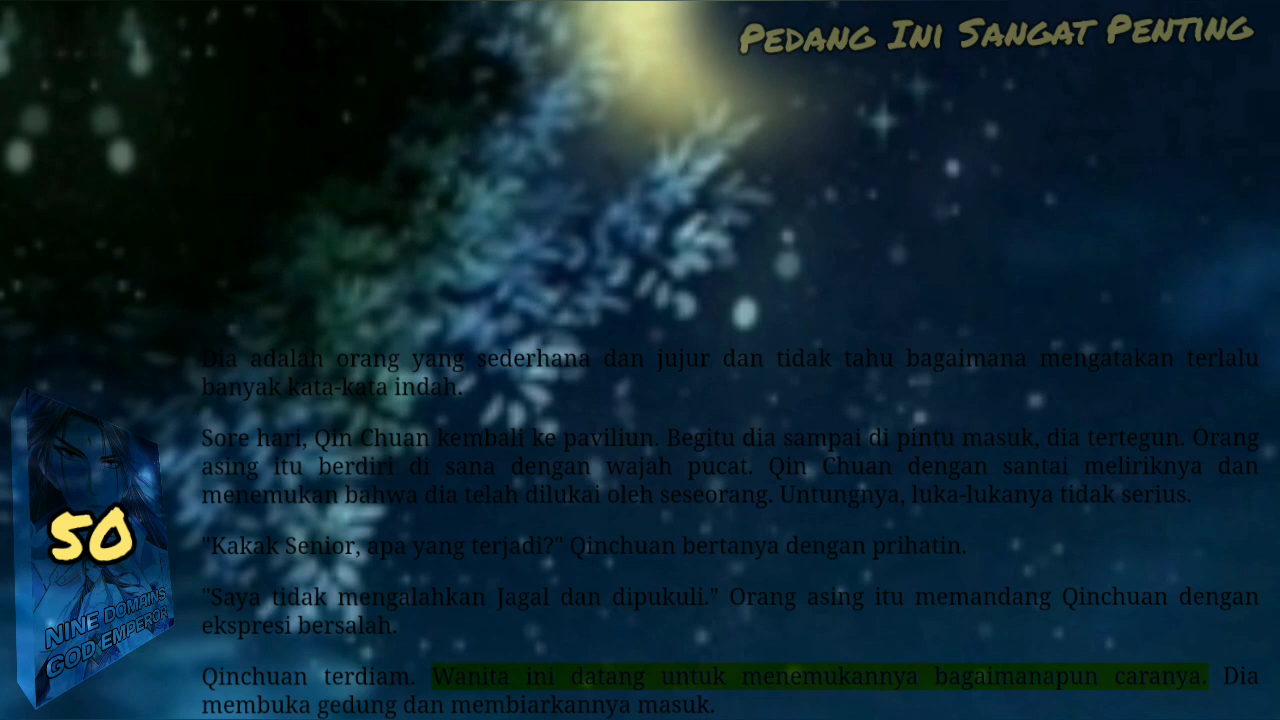 Pedang Ini Sangat Penting
Dia adalah orang yang sederhana dan jujur dan tidak tahu bagaimana mengatakan terlalu
banyak kata-kata indah.
Sore hari, Qin Chuan kembali ke paviliun. Begitu dia sampai di pintu masuk, dia tertegun. Orang
asing itu berdiri di sana dengan wajah pucat. Qin Chuan dengan santai meliriknya dan
menemukan bahwa dia telah dilukai oleh seseorang. Untungnya, luka-lukanya tidak serius.
"Kakak Senior, apa yang terjadi?" Qinchuan bertanya dengan prihatin.
"Saya tidak mengalahkan Jagal dan dipukuli." Orang asing itu memandang Qinchuan dengan
ekspresi bersalah.
Qinchuan terdiam. Wanita ini datang untuk menemukannya bagaimanapun caranya. Dia
membuka gedung dan membiarkannya masuk.
50
NINE DOMAINS
GOD EMPEROR